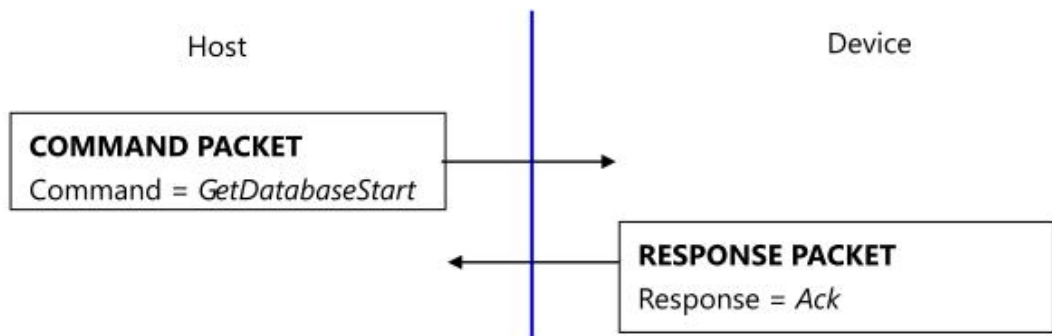 Host
Device
COMMAND PACKET
Command = GetDatabaseStart
RESPONSE PACKET
Response = Ack